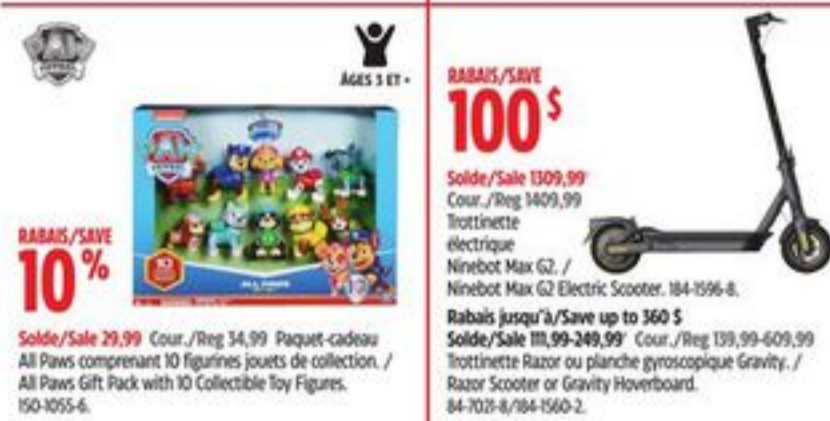 PAW
PATROL
ÂGES 3 ET +
RABAIS/SAVE
10%
10
ALL PAWS
Solde/Sale 29,99 Cour./Reg 34,99 Paquet-cadeau
All Paws comprenant 10 figurines jouets de collection. /
All Paws Gift Pack with 10 Collectible Toy Figures.
150-1055-6.
RABAIS/SAVE
100$
Solde/Sale 1309,99*
Cour./Reg 1409,99
Trottinette
électrique
Ninebot Max G2. /
Ninebot Max G2 Electric Scooter. 184-1596-8.
Rabais jusqu'à/Save up to 360 $
Solde/Sale 111,99-249,99* Cour./Reg 139,99-609,99
Trottinette Razor ou planche gyroscopique Gravity. /
Razor Scooter or Gravity Hoverboard.
84-7021-8/184-1560-2.